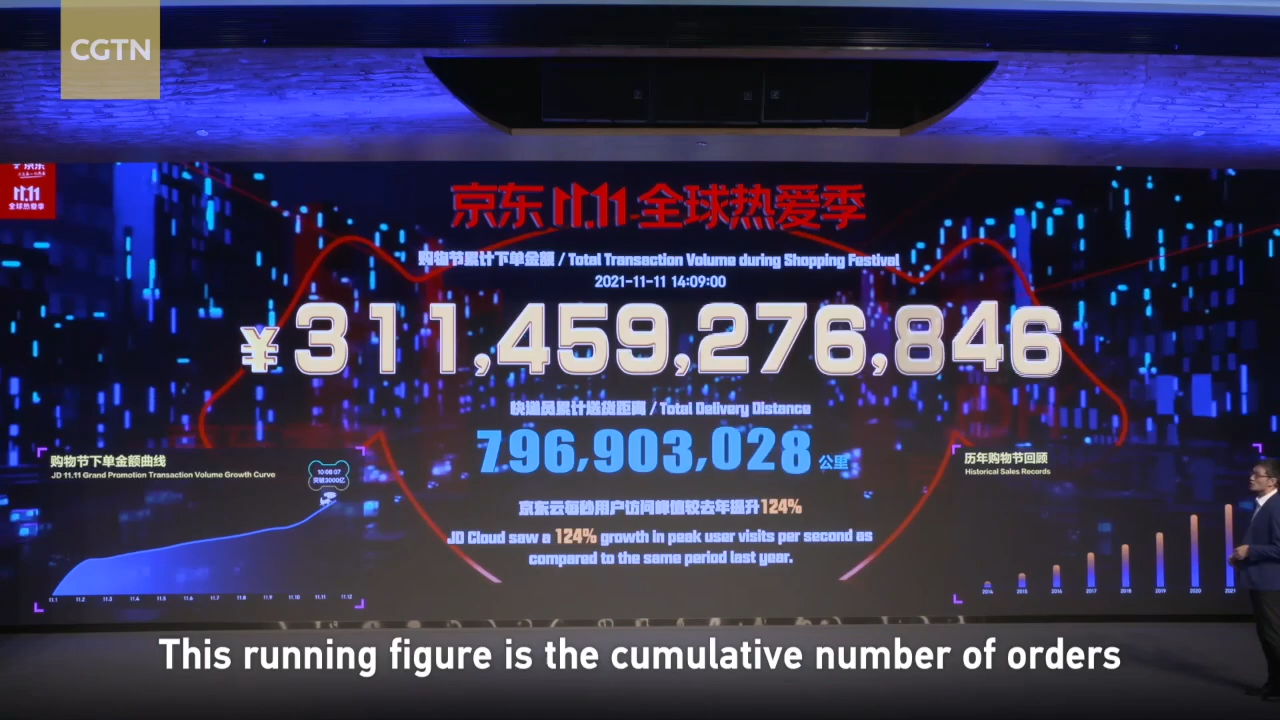 CGTN
11.11
全球热爱季
京东11.11全球热爱季
购物节累计下单金额 / Total Transaction Volume during Shopping Festival
2021-11-11 14:09:00
¥311,459,276,846
快递员累计送货距离 / Total Delivery Distance
796,903,028公里
购物节下单金额曲线
JD 11.11 Grand Promotion Transaction Volume Growth Curve
10:08:07
突破3000亿
11.1 11.2 11.3 11.4 11.5 11.6 11.7 11.8 11.9 11.10 11.11 11.12
京东云每秒用户访问峰值较去年提升124%
JD Cloud saw a 124% growth in peak user visits per second as
compared to the same period last year.
历年购物节回顾
Historical Sales Records
2014 2015 2016 2017 2018 2019 2020 2021
This running figure is the cumulative number of orders